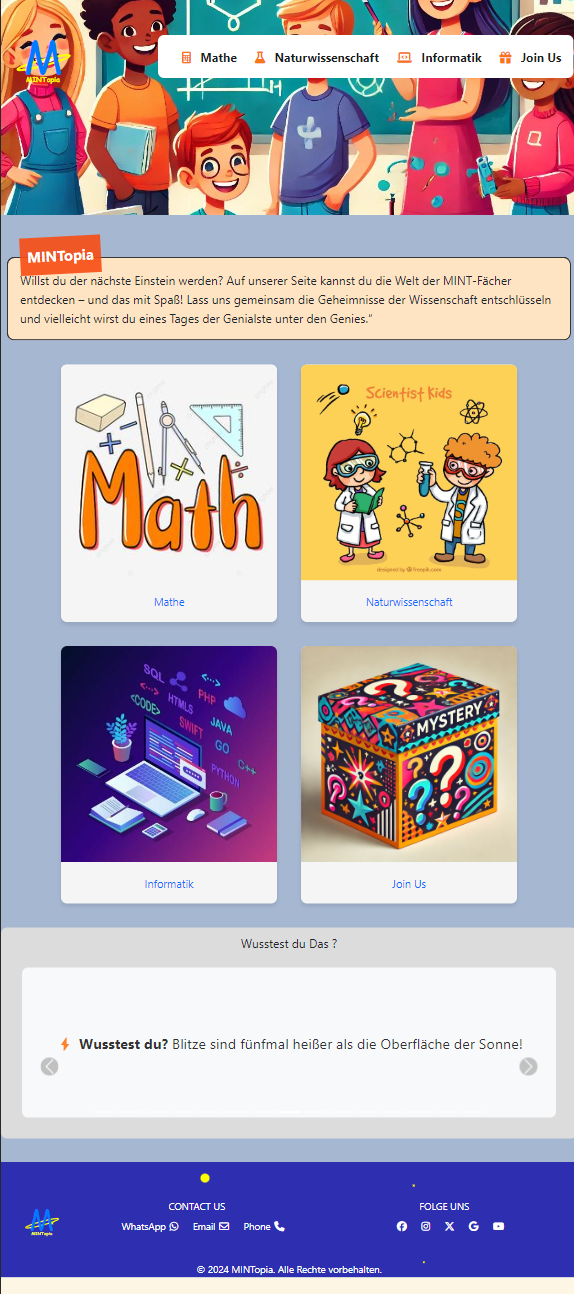 MINTopia
Mathe
Naturwissenschaft
Informatik
Join Us
MINTopia
Willst du der nächste Einstein werden? Auf unserer Seite kannst du die Welt der MINT-Fächer
entdecken – und das mit Spaß! Lass uns gemeinsam die Geheimnisse der Wissenschaft entschlüsseln
und vielleicht wirst du eines Tages der Genialste unter den Genies.“
Math
Scientist Kids
designed by freepik.com
Mathe
Naturwissenschaft
SQL
PHP
HTML5
<CODE>
SWIFT
JAVA
GO
C++
PYTHON
MYSTERY
Informatik
Join Us
Wusstest du Das ?
Wusstest du? Blitze sind fünfmal heißer als die Oberfläche der Sonne!
CONTACT US
FOLGE UNS
MINTopia
WhatsApp
Email
Phone
© 2024 MINTopia. Alle Rechte vorbehalten.